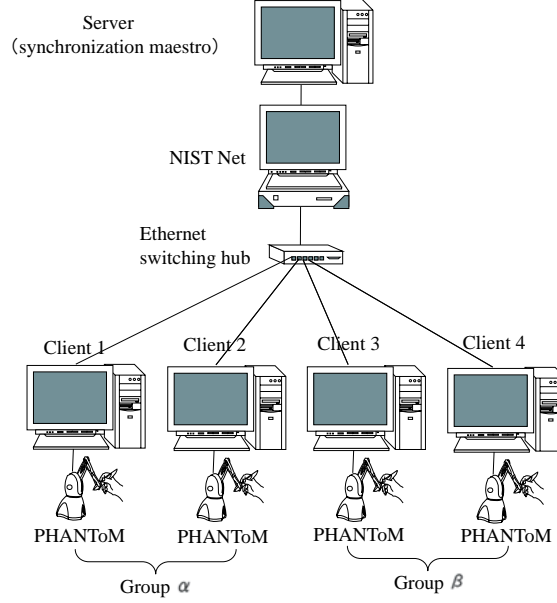 Server
（synchronization maestro）
NIST Net
Ethernet
switching hub
Client 1
Client 2
Client 3
Client 4
PHANToM
PHANToM
PHANToM
PHANToM
Group α
Group β